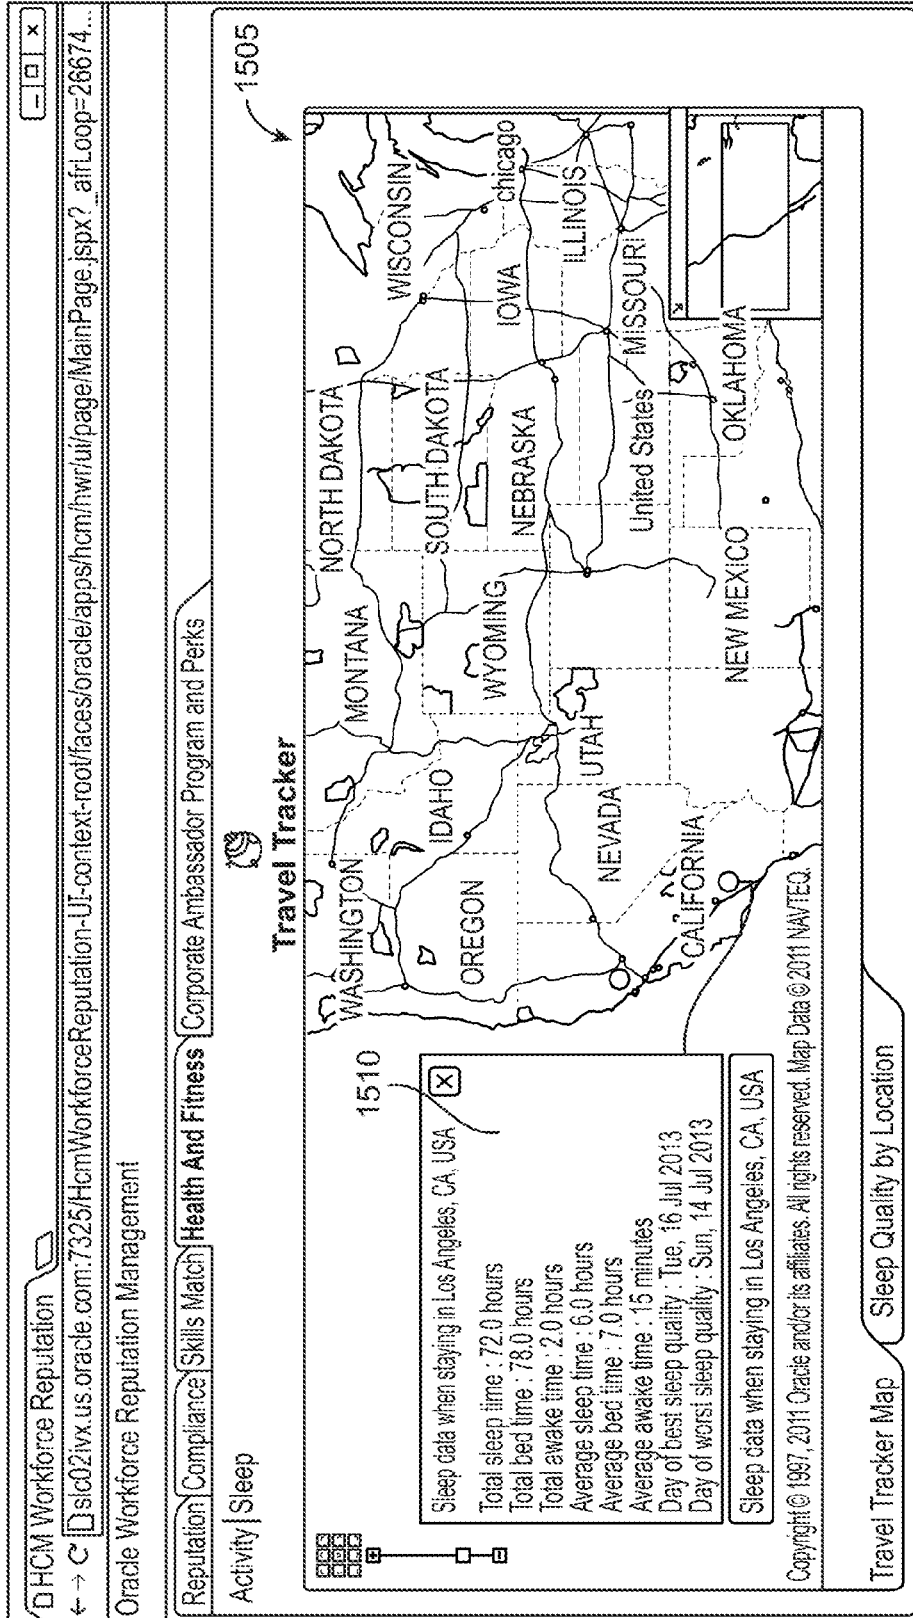 HCM Workforce Reputation
slc02ivx.us.oracle.com:7325/HcmWorkforceReputation-UI-context-root/faces/oracle/apps/hcm/hwr/ui/page/MainPage.jspx?_afrLoop=26674...
Oracle Workforce Reputation Management
Reputation Compliance Skills Match Health And Fitness Corporate Ambassador Program and Perks
Activity | Sleep
Travel Tracker
1505
WASHINGTON
MONTANA
NORTH DAKOTA
WISCONSIN
OREGON
IDAHO
WYOMING
SOUTH DAKOTA
IOWA
chicago
NEBRASKA
ILLINOIS
NEVADA
UTAH
United States
MISSOURI
CALIFORNIA
NEW MEXICO
OKLAHOMA
1510
Sleep data when staying in Los Angeles, CA, USA
Total sleep time : 72.0 hours
Total bed time : 78.0 hours
Total awake time : 2.0 hours
Average sleep time : 6.0 hours
Average bed time : 7.0 hours
Average awake time : 15 minutes
Day of best sleep quality : Tue, 16 Jul 2013
Day of worst sleep quality : Sun, 14 Jul 2013
Sleep data when staying in Los Angeles, CA, USA
Copyright © 1997, 2011 Oracle and/or its affiliates. All rights reserved. Map Data © 2011 NAVTEQ.
Travel Tracker Map Sleep Quality by Location